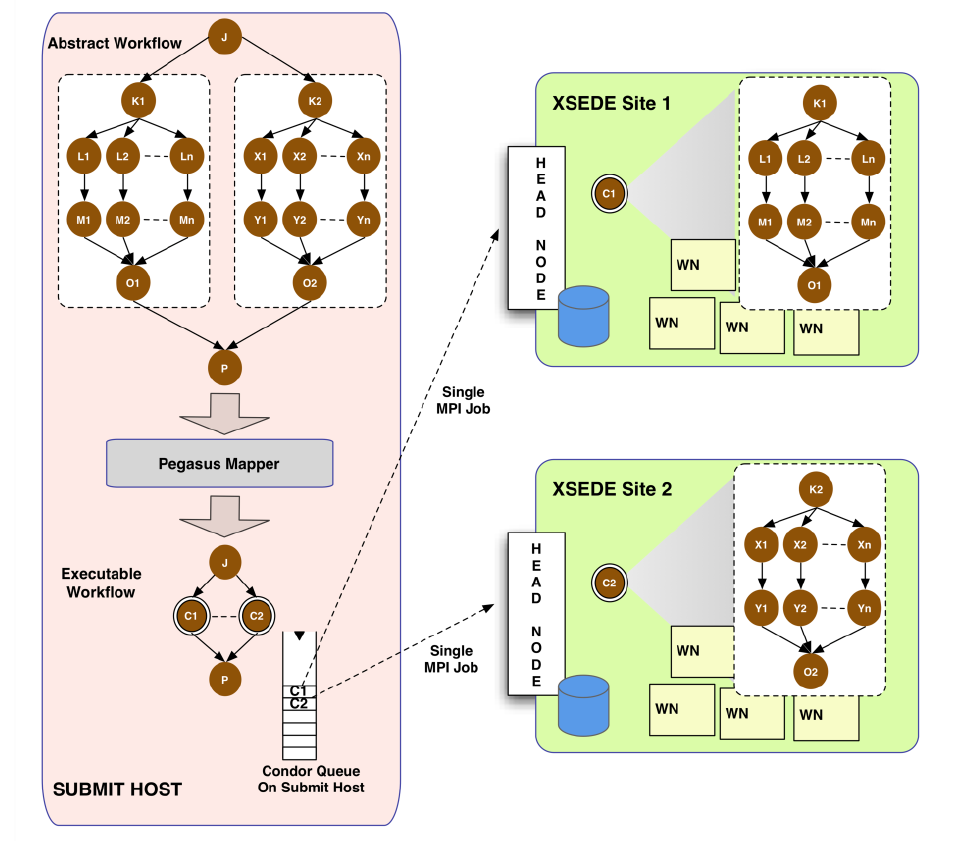 Abstract Workflow
J
K1
K2
L1 L2 Ln
X1 X2 Xn
M1 M2 Mn
Y1 Y2 Yn
O1
O2
P
Pegasus Mapper
Executable
Workflow
J
C1
C2
P
C1
C2
Condor Queue
On Submit Host
SUBMIT HOST
Single
MPI Job
Single
MPI Job
XSEDE Site 1
HEAD NODE
C1
K1
L1 L2 Ln
M1 M2 Mn
O1
WN
WN
WN
WN
XSEDE Site 2
HEAD NODE
C2
K2
X1 X2 Xn
Y1 Y2 Yn
O2
WN
WN
WN
WN